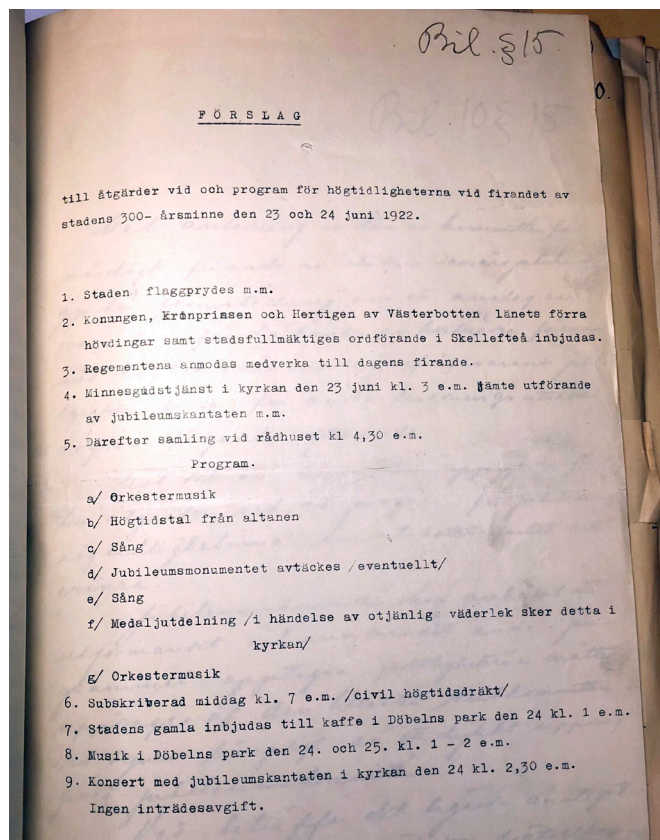 Bil. § 15
FÖRSLAG
till åtgärder vid och program för högtidligheterna vid firandet av
stadens 300- årsminne den 23 och 24 juni 1922.
1. Staden flaggprydes m.m.
2. Konungen, Kronprinsen och Hertigen av Västerbotten länets förra
hövdingar samt stadsfullmäktiges ordförande i Skellefteå inbjudas.
3. Regementena anmodas medverka till dagens firande.
4. Minnesgudstjänst i kyrkan den 23 juni kl. 3 e.m. jämte utförande
av jubileumskantaten m.m.
5. Därefter samling vid rådhuset kl 4,30 e.m.
Program.
a/ Orkestermusik
b/ Högtidstal från altanen
c/ Sång
d/ Jubileumsmonumentet avtäckes /eventuellt/
e/ Sång
f/ Medaljutdelning /i händelse av otjänlig väderlek sker detta i
kyrkan/
g/ Orkestermusik
6. Subskriberad middag kl. 7 e.m. /civil högtidsdräkt/
7. Stadens gamla inbjudas till kaffe i Döbelns park den 24 kl. 1 e.m.
8. Musik i Döbelns park den 24. och 25. kl. 1 - 2 e.m.
9. Konsert med jubileumskantaten i kyrkan den 24 kl. 2,30 e.m.
Ingen inträdesavgift.